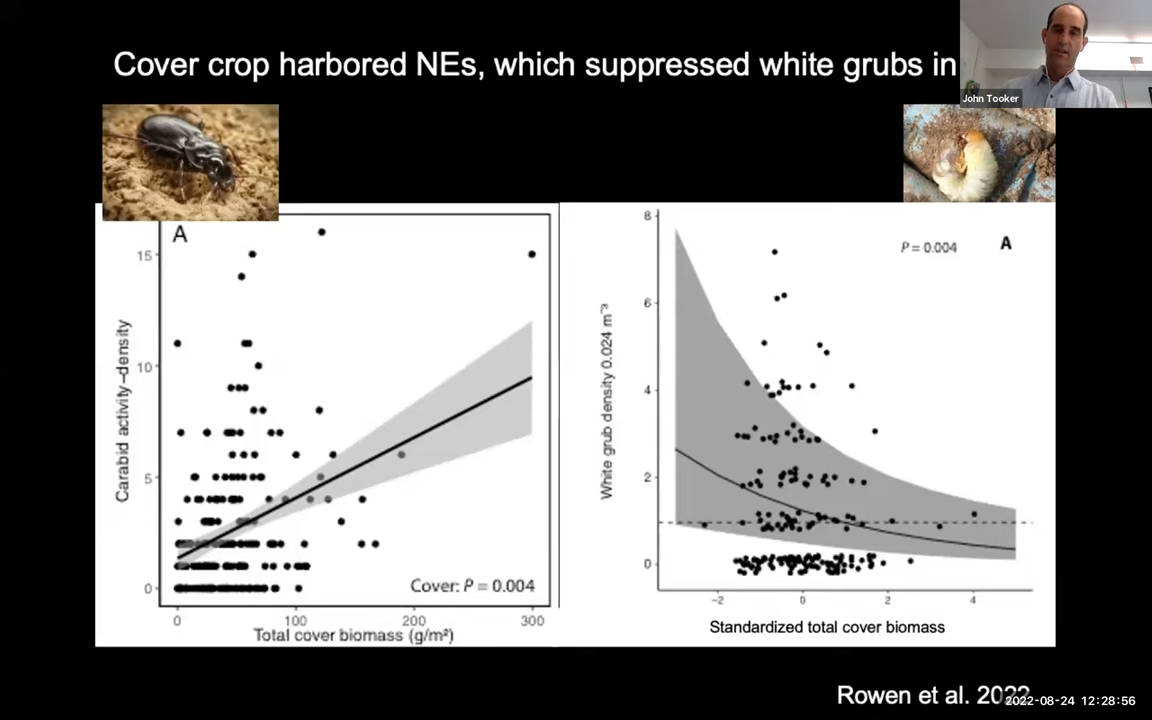 Cover crop harbored NEs, which suppressed white grubs in
John Tooker
A
15
10
5
0
Carabid activity-density
Cover: P = 0.004
0 100 200 300
Total cover biomass (g/m²)
8
6
4
2
0
White grub density 0.024 m⁻³
P = 0.004 A
-2 0 2 4
Standardized total cover biomass
Rowen et al. 2022
2022-08-24 12:28:56